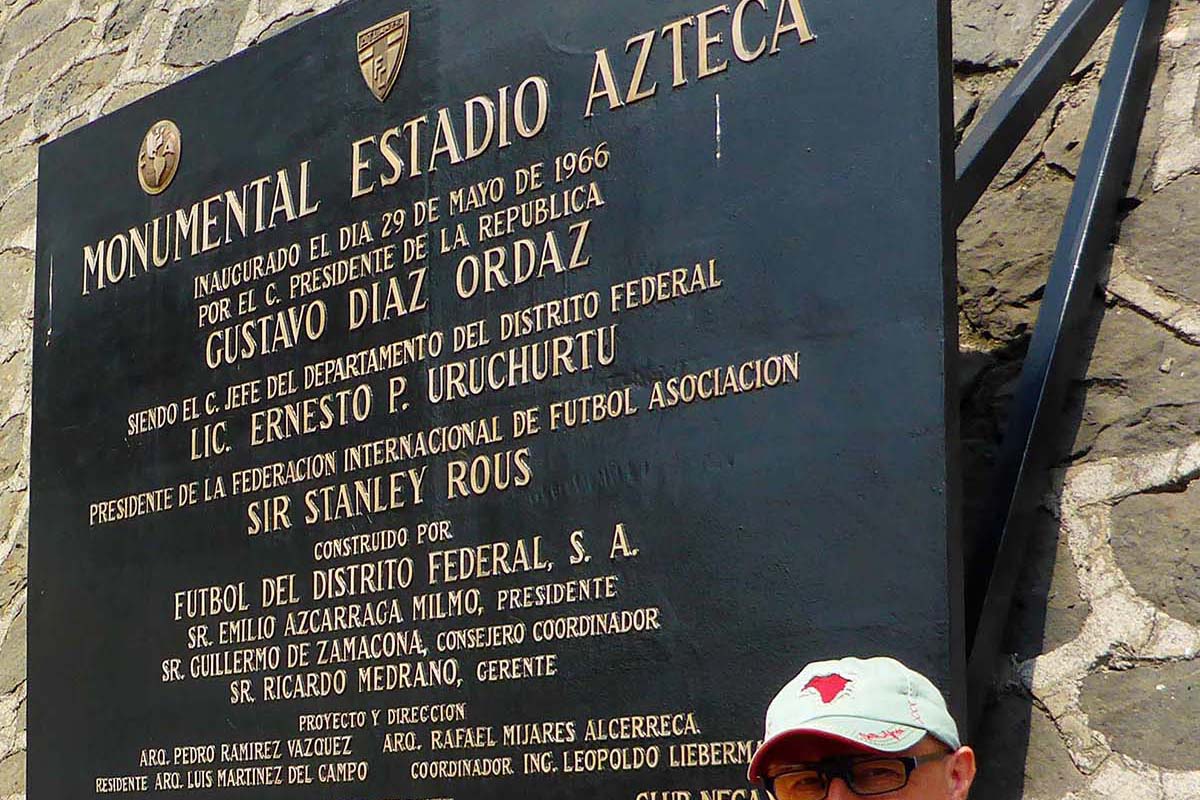 MONUMENTAL ESTADIO AZTECA
INAUGURADO EL DIA 29 DE MAYO DE 1966
POR EL C. PRESIDENTE DE LA REPUBLICA
GUSTAVO DIAZ ORDAZ
SIENDO EL C. JEFE DEL DEPARTAMENTO DEL DISTRITO FEDERAL
LIC. ERNESTO P. URUCHURTU
PRESIDENTE DE LA FEDERACION INTERNACIONAL DE FUTBOL ASOCIACION
SIR STANLEY ROUS
CONSTRUIDO POR
FUTBOL DEL DISTRITO FEDERAL, S. A.
SR. EMILIO AZCARRAGA MILMO, PRESIDENTE
SR. GUILLERMO DE ZAMACONA, CONSEJERO COORDINADOR
SR. RICARDO MEDRANO, GERENTE
PROYECTO Y DIRECCION
ARQ. PEDRO RAMIREZ VAZQUEZ ARQ. RAFAEL MIJARES ALCERRECA
RESIDENTE ARQ. LUIS MARTINEZ DEL CAMPO COORDINADOR ING. LEOPOLDO LIEBERM
CLUB NECA